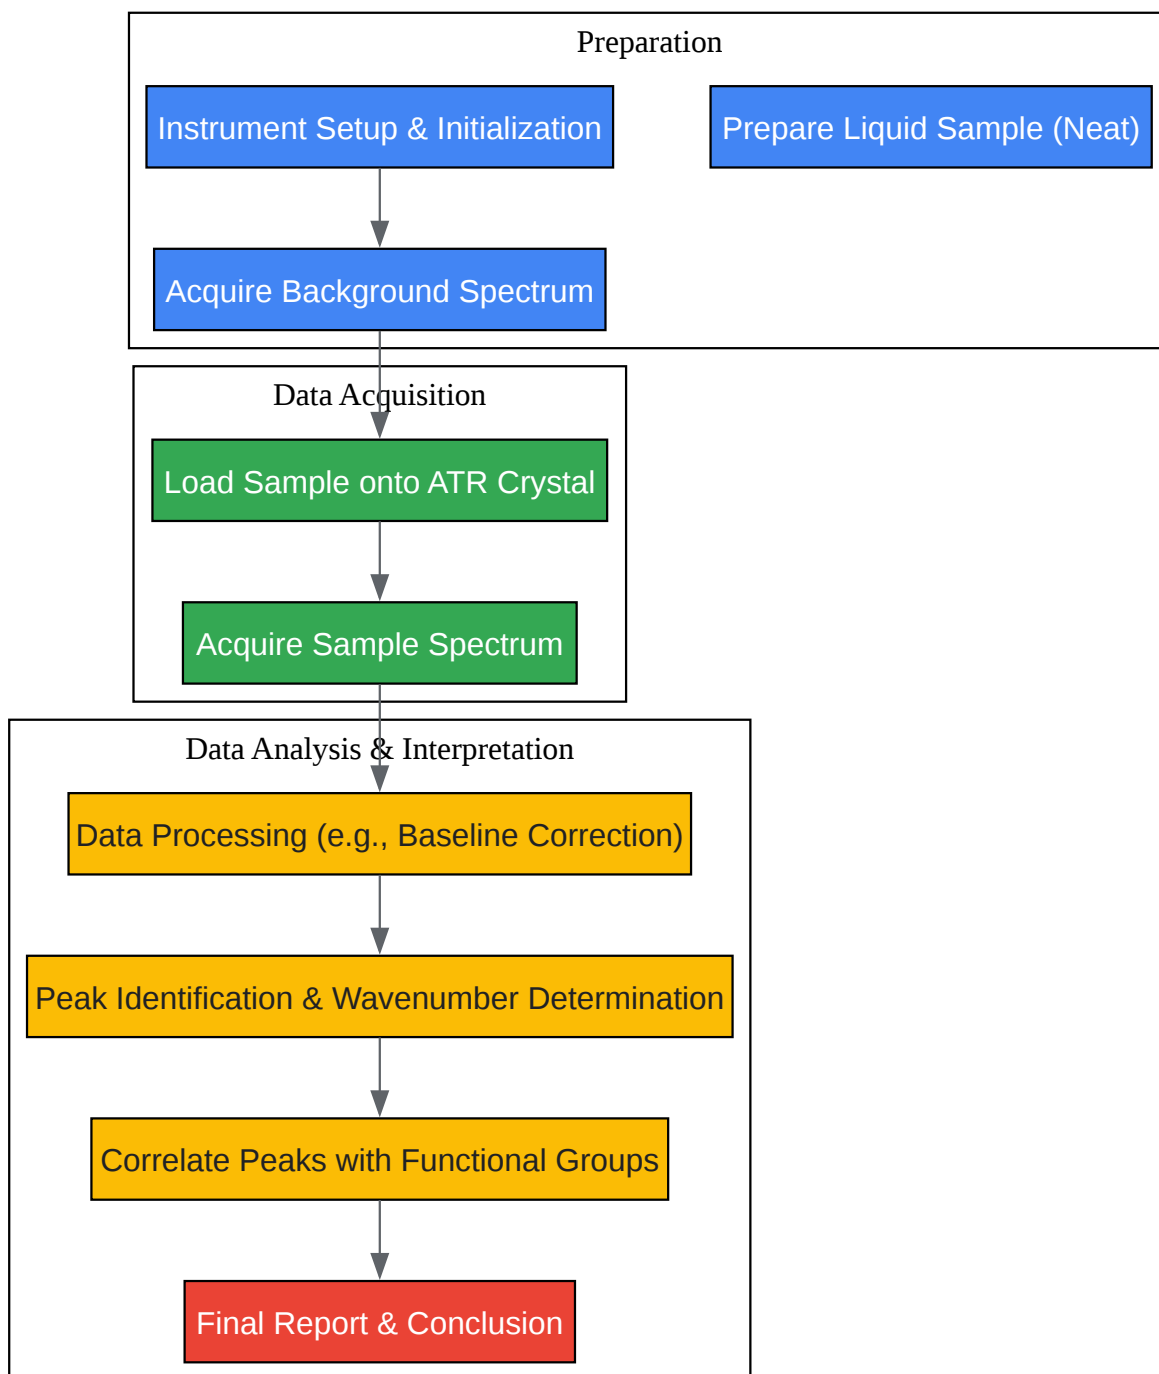 Preparation
Instrument Setup & Initialization
Prepare Liquid Sample (Neat)
Acquire Background Spectrum
Data Acquisition
Load Sample onto ATR Crystal
Acquire Sample Spectrum
Data Analysis & Interpretation
Data Processing (e.g., Baseline Correction)
Peak Identification & Wavenumber Determination
Correlate Peaks with Functional Groups
Final Report & Conclusion